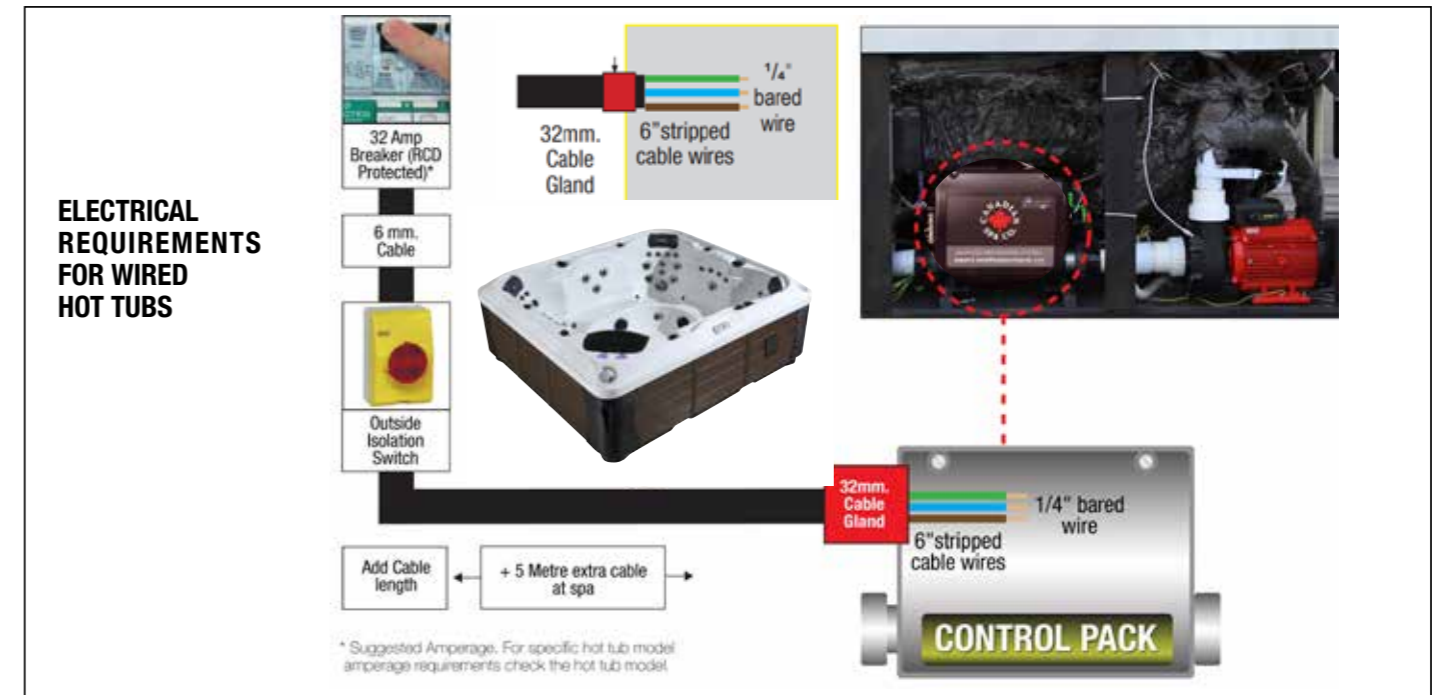 ELECTRICAL
REQUIREMENTS
FOR WIRED
HOT TUBS
32 Amp
Breaker (RCD
Protected)*
6 mm.
Cable
Outside
Isolation
Switch
Add Cable
length
+ 5 Metre extra cable
at spa
* Suggested Amperage. For specific hot tub model
amperage requirements check the hot tub model
32mm.
Cable
Gland
6"stripped
cable wires
1/4"
bared
wire
CANADIAN
SPA CO.
32mm.
Cable
Gland
6"stripped
cable wires
1/4" bared
wire
CONTROL PACK